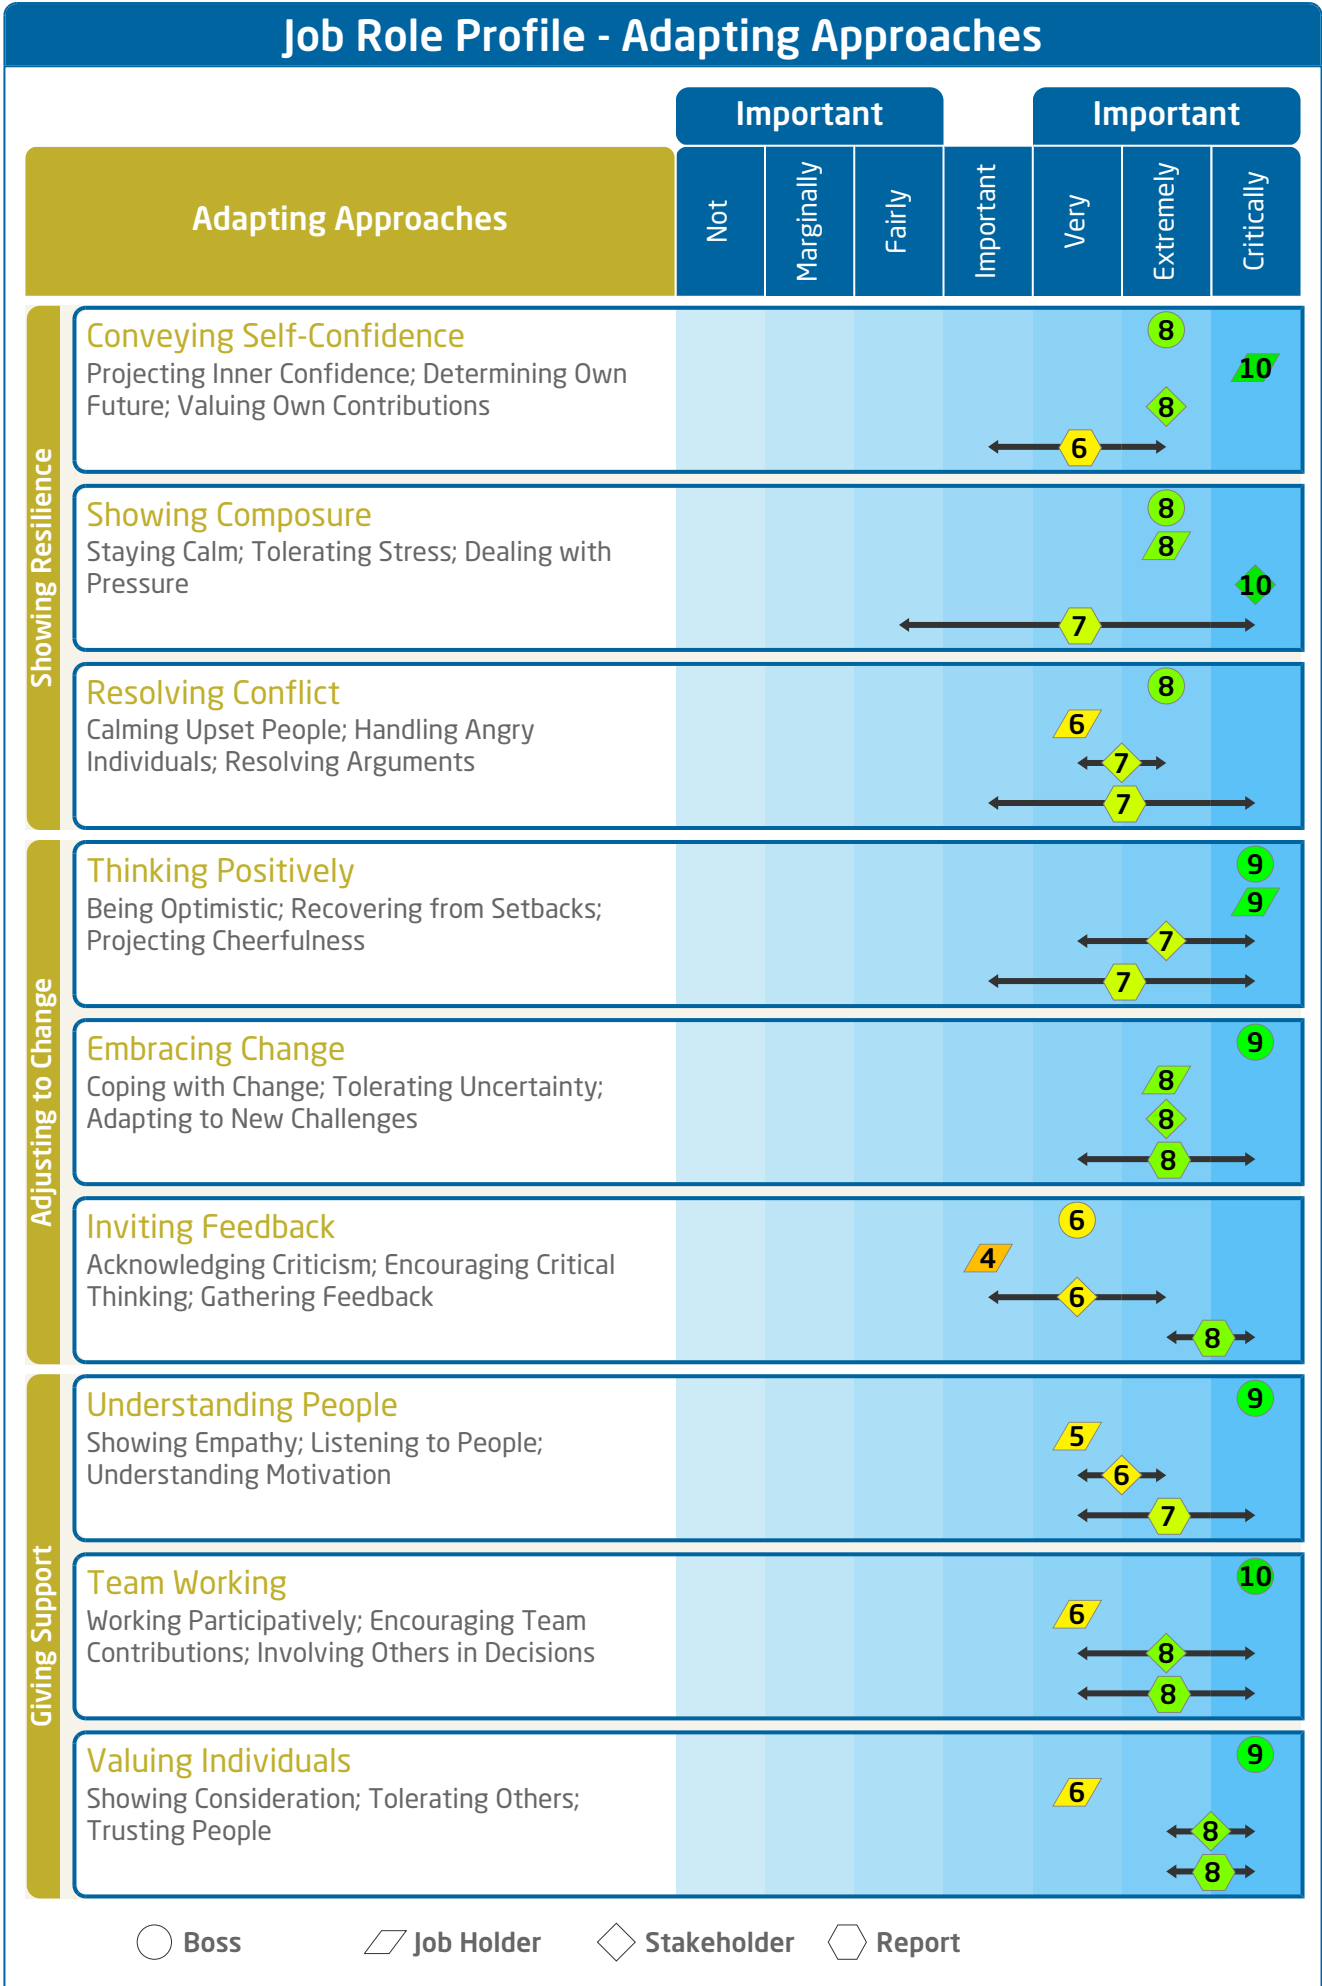 Job Role Profile - Adapting Approaches
Important
Important
Adapting Approaches
Not
Marginally
Fairly
Important
Very
Extremely
Critically
Showing Resilience
Conveying Self-Confidence
Projecting Inner Confidence; Determining Own
Future; Valuing Own Contributions
8
10
8
6
Showing Composure
Staying Calm; Tolerating Stress; Dealing with
Pressure
8
8
10
7
Resolving Conflict
Calming Upset People; Handling Angry
Individuals; Resolving Arguments
8
6
7
7
Adjusting to Change
Thinking Positively
Being Optimistic; Recovering from Setbacks;
Projecting Cheerfulness
9
9
7
7
Embracing Change
Coping with Change; Tolerating Uncertainty;
Adapting to New Challenges
9
8
8
8
Inviting Feedback
Acknowledging Criticism; Encouraging Critical
Thinking; Gathering Feedback
6
4
6
8
Giving Support
Understanding People
Showing Empathy; Listening to People;
Understanding Motivation
9
5
6
7
Team Working
Working Participatively; Encouraging Team
Contributions; Involving Others in Decisions
10
6
8
8
Valuing Individuals
Showing Consideration; Tolerating Others;
Trusting People
9
6
8
8
Boss
Job Holder
Stakeholder
Report